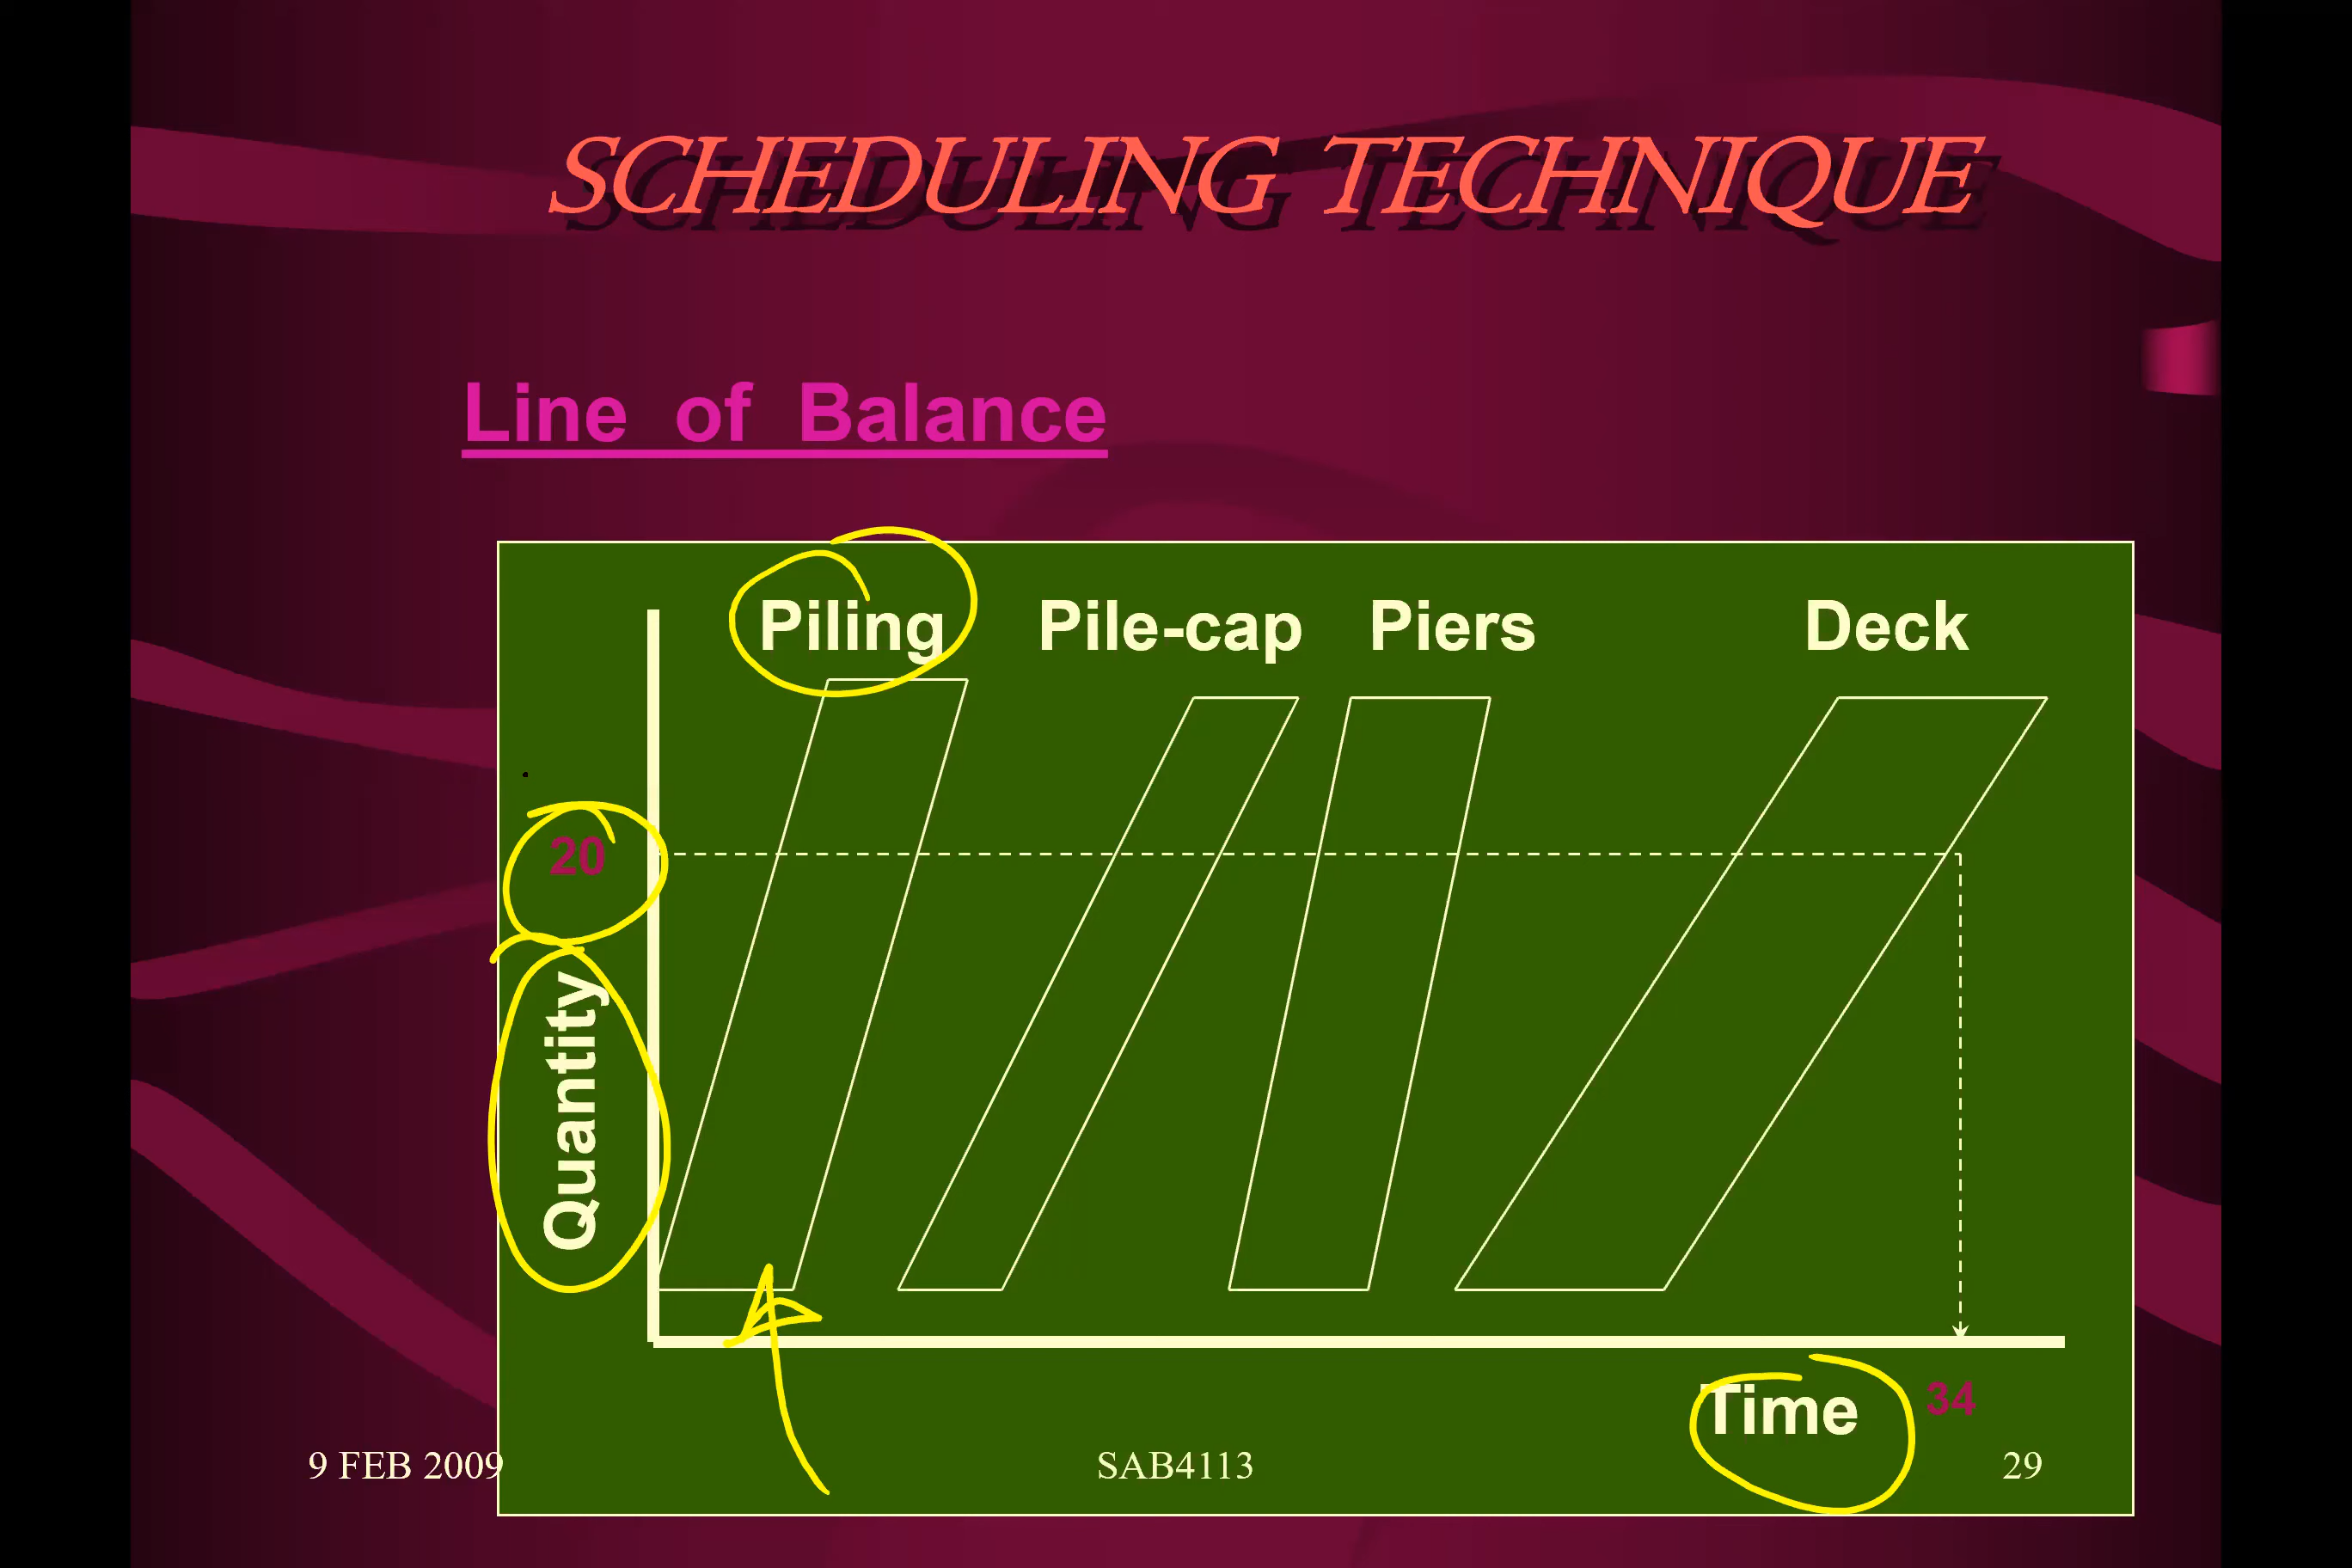 SCHEDULING TECHNIQUE
Line of Balance
Piling Pile-cap Piers Deck
20
Quantity
Time 34
9 FEB 2009 SAB4113 29